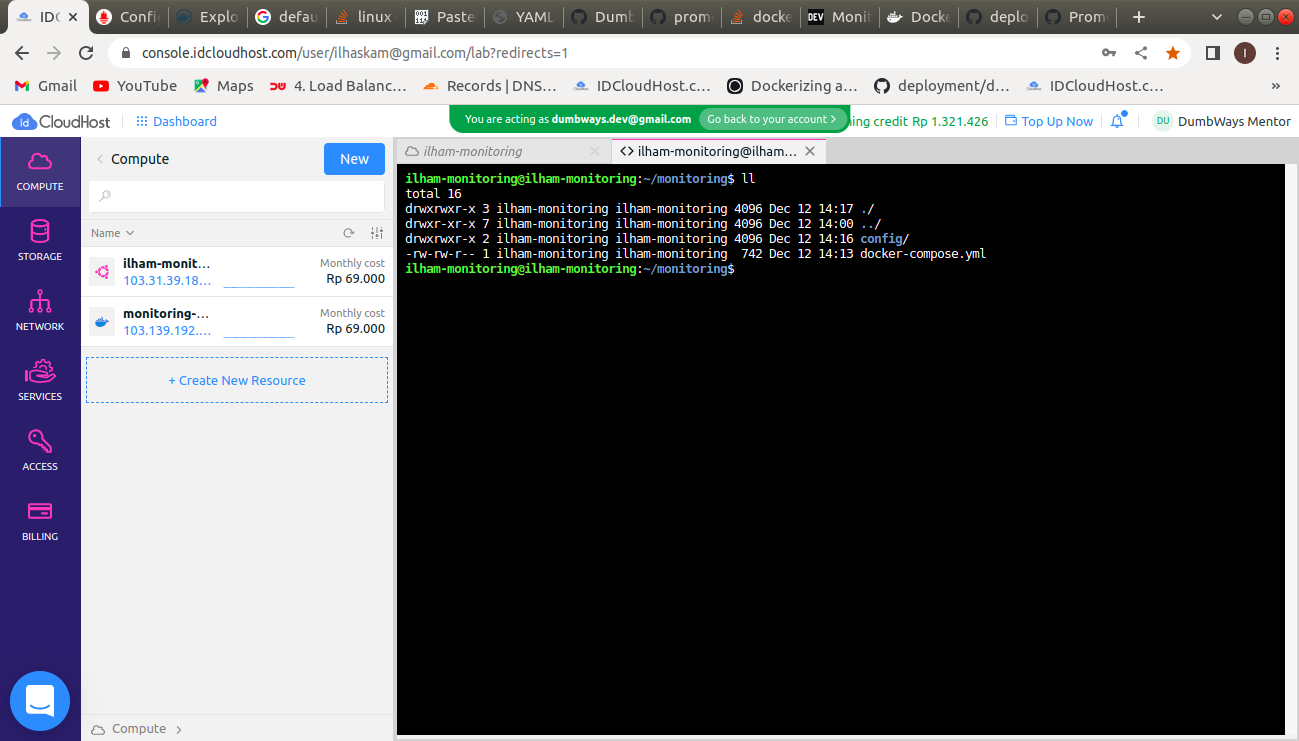 IDC
Confi
Explo
defau
linux
Paste
YAML
Dumb
prom
docke
DEV
Monit
Docke
deplo
Prom
console.idcloudhost.com/user/ilhaskam@gmail.com/lab?redirects=1
I
Gmail
YouTube
Maps
4. Load Balanc...
Records | DNS...
IDCloudHost.c...
Dockerizing a...
deployment/d...
IDCloudHost.c...
»
Id CloudHost
Dashboard
You are acting as dumbways.dev@gmail.com
Go back to your account >
ning credit Rp 1.321.426
Top Up Now
DU
DumbWays Mentor
COMPUTE
STORAGE
NETWORK
SERVICES
ACCESS
BILLING
Compute
New
Name
ilham-monit...
103.31.39.18...
Monthly cost
Rp 69.000
monitoring-...
103.139.192....
Monthly cost
Rp 69.000
+ Create New Resource
Compute
ilham-monitoring
<> ilham-monitoring@ilham...
ilham-monitoring@ilham-monitoring:~/monitoring$ ll
total 16
drwxrwxr-x 3 ilham-monitoring ilham-monitoring 4096 Dec 12 14:17 ./
drwxr-xr-x 7 ilham-monitoring ilham-monitoring 4096 Dec 12 14:00 ../
drwxrwxr-x 2 ilham-monitoring ilham-monitoring 4096 Dec 12 14:16 config/
-rw-rw-r-- 1 ilham-monitoring ilham-monitoring  742 Dec 12 14:13 docker-compose.yml
ilham-monitoring@ilham-monitoring:~/monitoring$